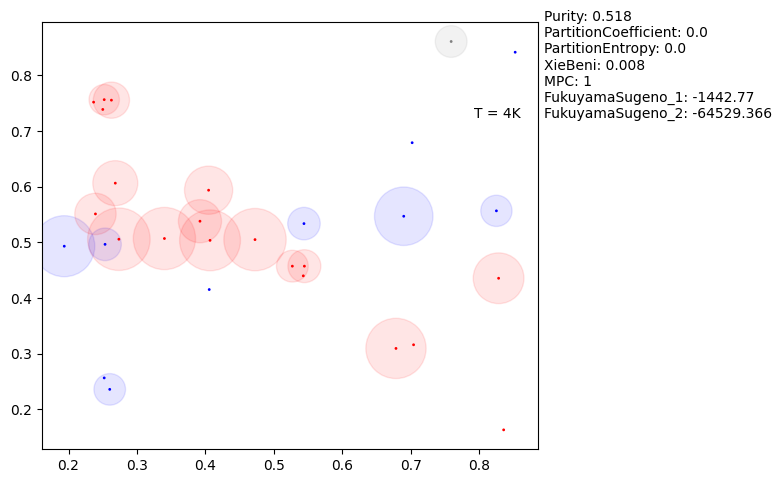 Purity: 0.518
PartitionCoefficient: 0.0
PartitionEntropy: 0.0
XieBeni: 0.008
MPC: 1
FukuyamaSugeno_1: -1442.77
FukuyamaSugeno_2: -64529.366
T = 4K
0.8
0.7
0.6
0.5
0.4
0.3
0.2
0.2 0.3 0.4 0.5 0.6 0.7 0.8